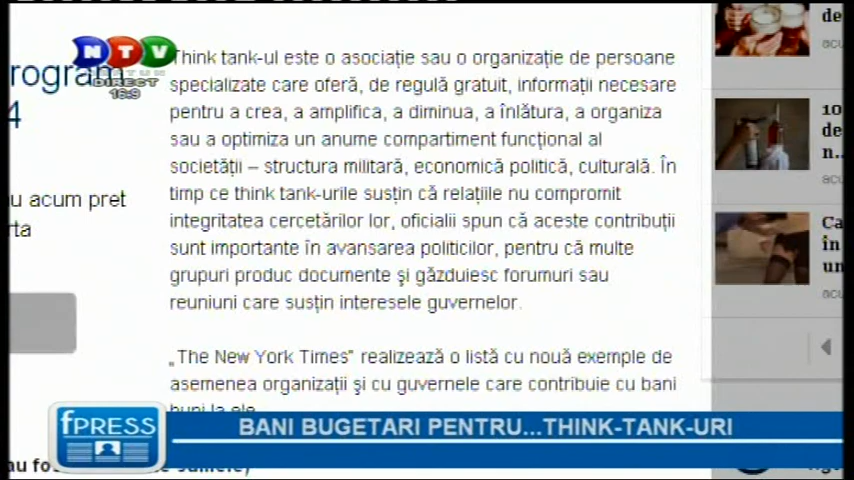 NTV
DIRECT
rogram
4
u acum pret
rta
Think tank-ul este o asociație sau o organizație de persoane
specializate care oferă, de regulă gratuit, informații necesare
pentru a crea, a amplifica, a diminua, a înlătura, a organiza
sau a optimiza un anume compartiment funcțional al
societății – structura militară, economică politică, culturală. În
timp ce think tank-urile susțin că relațiile nu compromit
integritatea cercetărilor lor, oficialii spun că aceste contribuții
sunt importante în avansarea politicilor, pentru că multe
grupuri produc documente și găzduiesc forumuri sau
reuniuni care susțin interesele guvernelor.
„The New York Times" realizează o listă cu nouă exemple de
asemenea organizații și cu guvernele care contribuie cu bani
buni la ele
de
acu
10
de
n...
acu
Ca
în
un
acu
fPRESS
BANI BUGETARI PENTRU...THINK-TANK-URI